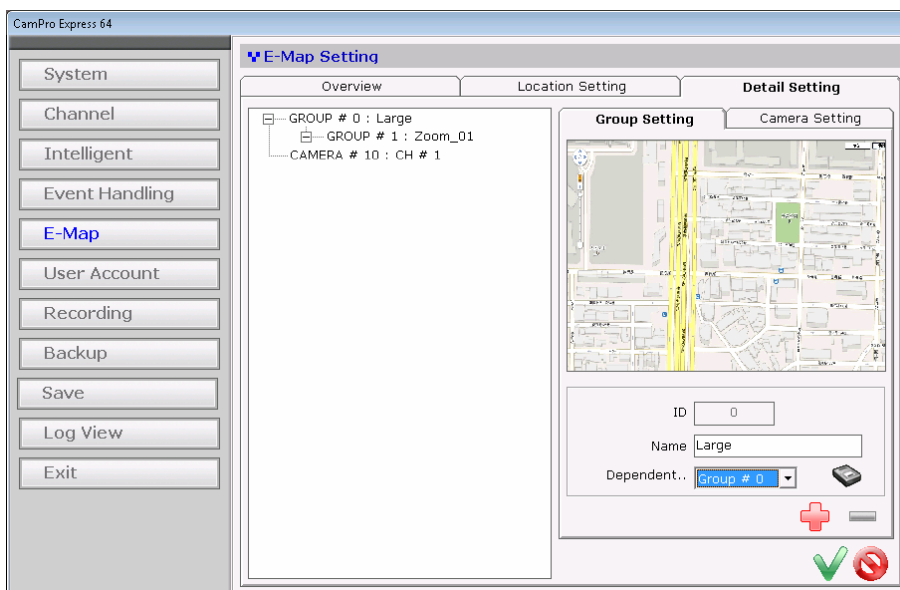 CamPro Express 64
System
Channel
Intelligent
Event Handling
E-Map
User Account
Recording
Backup
Save
Log View
Exit
E-Map Setting
Overview
Location Setting
Detail Setting
GROUP # 0 : Large
GROUP # 1 : Zoom_01
CAMERA # 10 : CH # 1
Group Setting
Camera Setting
ID 0
Name Large
Dependent.. Group # 0